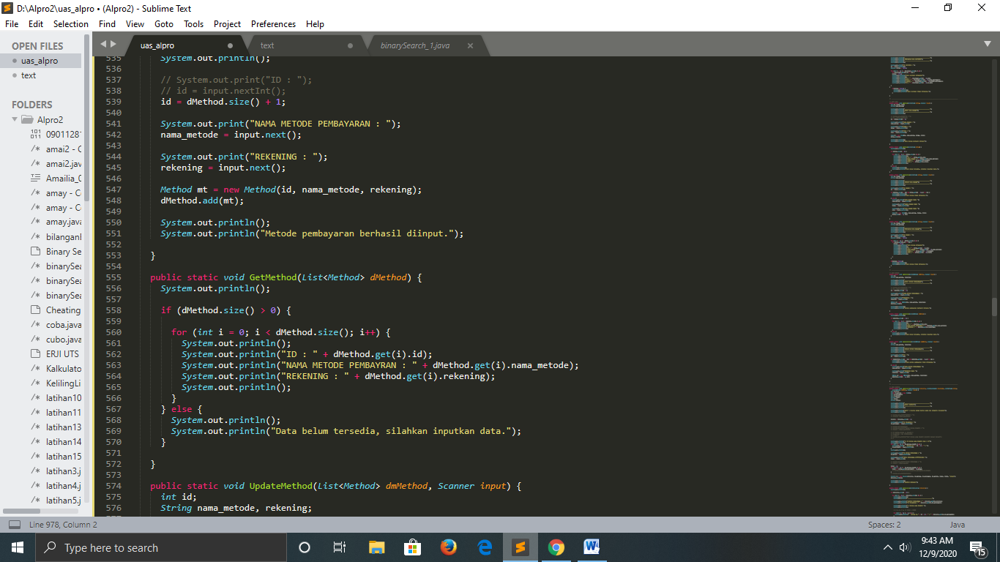 D:\Alpro2\uas_alpro • (Alpro2) - Sublime Text
File Edit Selection Find View Goto Tools Project Preferences Help
OPEN FILES
uas_alpro
text
FOLDERS
Alpro2
09011281
amai2 - C
amai2.jav
Amailia_0
amay - C
amay - C
amay.java
bilanganl
Binary Se
binarySea
binarySea
binarySea
Cheating
coba.java
cubo.java
ERJI UTS
Kalkulato
KelilingLi
latihan10
latihan11
latihan13
latihan14
latihan15
latihan3.j
latihan4.j
latihan5.j
uas_alpro text binarySearch_1.java
535 System.out.println();
536
537 // System.out.print("ID : ");
538 // id = input.nextInt();
539 id = dMethod.size() + 1;
540
541 System.out.print("NAMA METODE PEMBAYARAN : ");
542 nama_metode = input.next();
543
544 System.out.print("REKENING : ");
545 rekening = input.next();
546
547 Method mt = new Method(id, nama_metode, rekening);
548 dMethod.add(mt);
549
550 System.out.println();
551 System.out.println("Metode pembayaran berhasil diinput.");
552
553 }
554
555 public static void GetMethod(List<Method> dMethod) {
556 System.out.println();
557
558 if (dMethod.size() > 0) {
559
560 for (int i = 0; i < dMethod.size(); i++) {
561 System.out.println();
562 System.out.println("ID : " + dMethod.get(i).id);
563 System.out.println("NAMA METODE PEMBAYRAN : " + dMethod.get(i).nama_metode);
564 System.out.println("REKENING : " + dMethod.get(i).rekening);
565 System.out.println();
566 }
567 } else {
568 System.out.println();
569 System.out.println("Data belum tersedia, silahkan inputkan data.");
570 }
571
572 }
573
574 public static void UpdateMethod(List<Method> dmMethod, Scanner input) {
575 int id;
576 String nama_metode, rekening;
Line 978, Column 2 Spaces: 2 Java
Type here to search
9:43 AM
12/9/2020
15